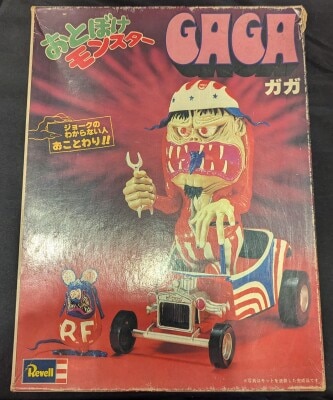 おとぼけ
モンスター
GAGA
ガガ
ジョークの
わからない人
おことわり!!
R.F.
Revell